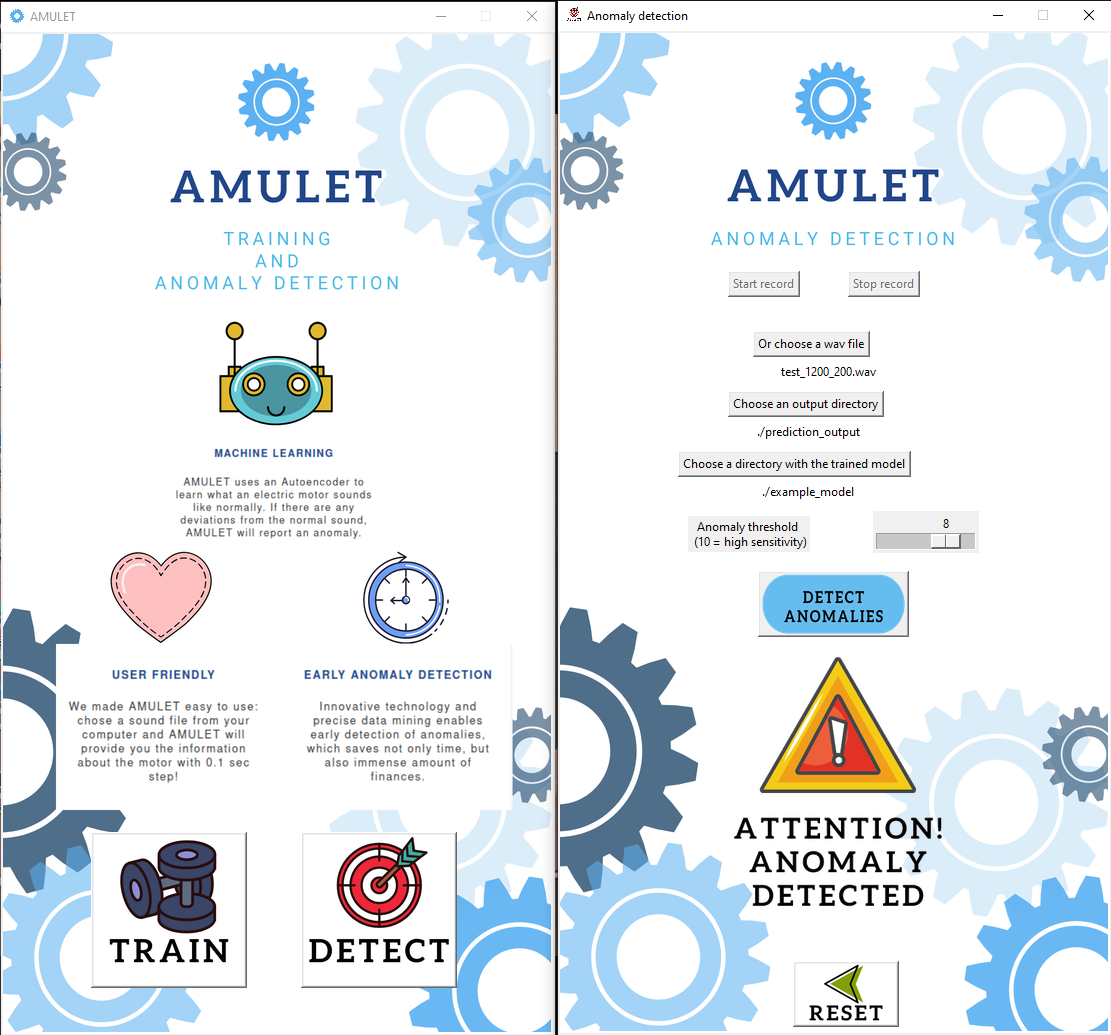 AMULET
AMULET
TRAINING
AND
ANOMALY DETECTION
MACHINE LEARNING
AMULET uses an Autoencoder to
learn what an electric motor sounds
like normally. If there are any
deviations from the normal sound,
AMULET will report an anomaly.
USER FRIENDLY
We made AMULET easy to use:
chose a sound file from your
computer and AMULET will
provide you the information
about the motor with 0.1 sec
step!
EARLY ANOMALY DETECTION
Innovative technology and
precise data mining enables
early detection of anomalies,
which saves not only time, but
also immense amount of
finances.
TRAIN
DETECT
Anomaly detection
AMULET
ANOMALY DETECTION
Start record
Stop record
Or choose a wav file
test_1200_200.wav
Choose an output directory
./prediction_output
Choose a directory with the trained model
./example_model
Anomaly threshold
(10 = high sensitivity)
8
DETECT
ANOMALIES
ATTENTION!
ANOMALY
DETECTED
RESET